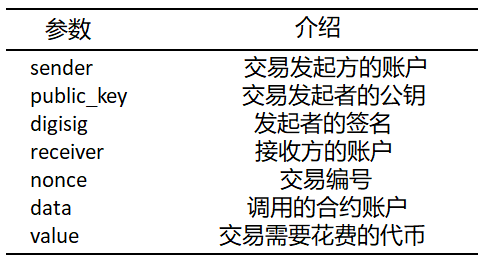 参数 介绍
sender 交易发起方的账户
public_key 交易发起者的公钥
digisig 发起者的签名
receiver 接收方的账户
nonce 交易编号
data 调用的合约账户
value 交易需要花费的代币